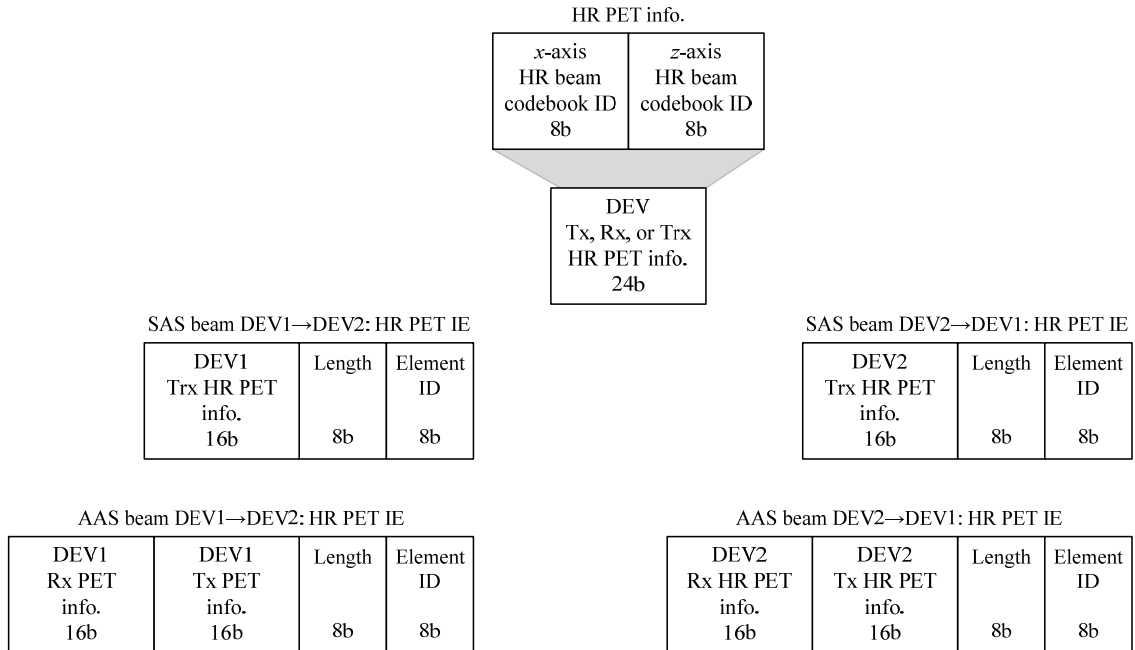 HR PET info.
x-axis
HR beam
codebook ID
8b
z-axis
HR beam
codebook ID
8b
DEV
Tx, Rx, or Trx
HR PET info.
24b
SAS beam DEV1→DEV2: HR PET IE
DEV1
Trx HR PET
info.
16b
Length
8b
Element
ID
8b
SAS beam DEV2→DEV1: HR PET IE
DEV2
Trx HR PET
info.
16b
Length
8b
Element
ID
8b
AAS beam DEV1→DEV2: HR PET IE
DEV1
Rx PET
info.
16b
DEV1
Tx PET
info.
16b
Length
8b
Element
ID
8b
AAS beam DEV2→DEV1: HR PET IE
DEV2
Rx HR PET
info.
16b
DEV2
Tx HR PET
info.
16b
Length
8b
Element
ID
8b